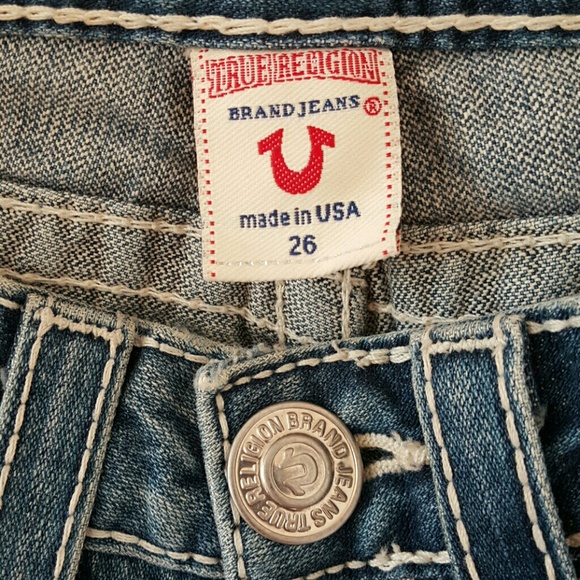 TRUE RELIGION
BRAND JEANS ®
made in USA
26
TRUE RELIGION BRAND JEANS